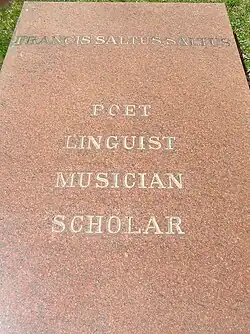 FRANCIS SALTUS SALTUS
POET
LINGUIST
MUSICIAN
SCHOLAR